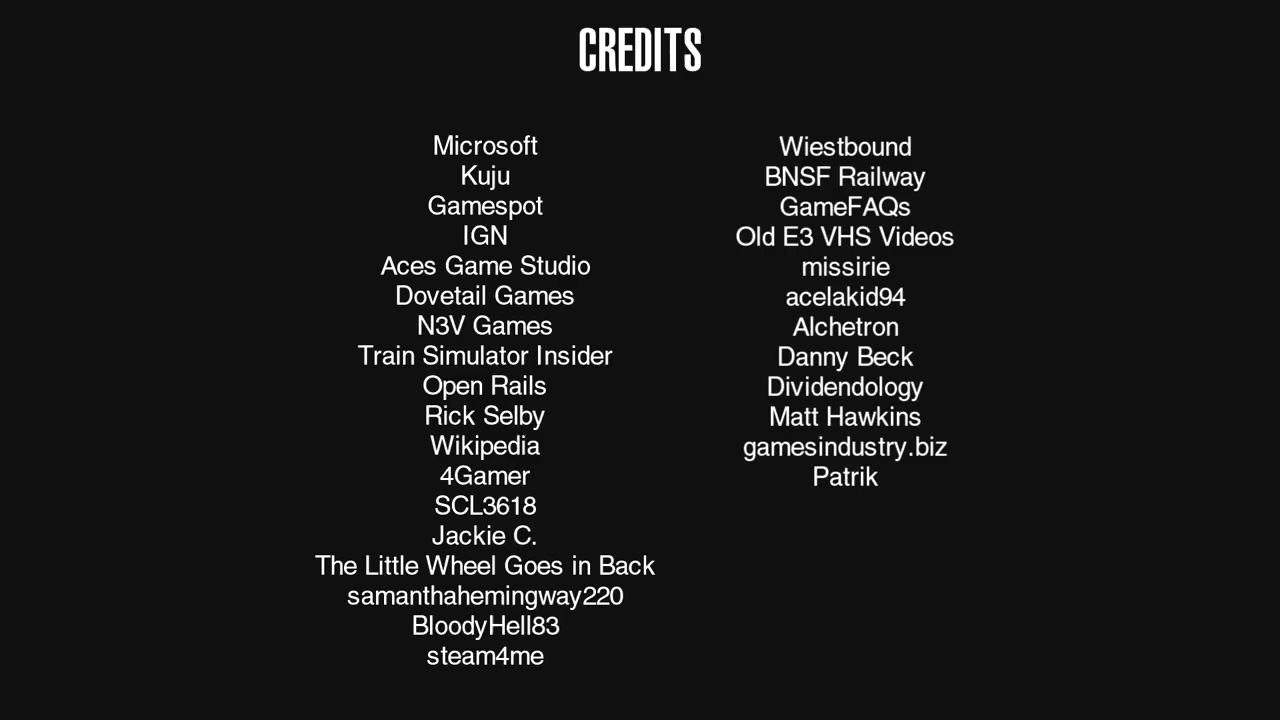 CREDITS
Microsoft
Kuju
Gamespot
IGN
Aces Game Studio
Dovetail Games
N3V Games
Train Simulator Insider
Open Rails
Rick Selby
Wikipedia
4Gamer
SCL3618
Jackie C.
The Little Wheel Goes in Back
samanthahemingway220
BloodyHell83
steam4me
Wiestbound
BNSF Railway
GameFAQs
Old E3 VHS Videos
missirie
acelakid94
Alchetron
Danny Beck
Dividendology
Matt Hawkins
gamesindustry.biz
Patrik